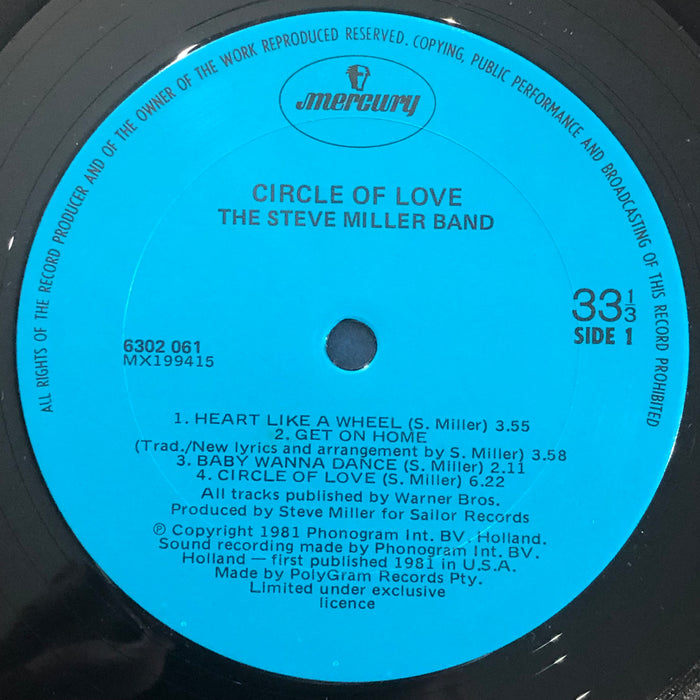 ALL RIGHTS OF THE RECORD PRODUCER AND OF THE OWNER OF THE WORK REPRODUCED RESERVED. COPYING, PUBLIC PERFORMANCE AND BROADCASTING OF THIS RECORD PROHIBITED
mercury
CIRCLE OF LOVE
THE STEVE MILLER BAND
33 1/3
SIDE 1
6302 061
MX199415
1. HEART LIKE A WHEEL (S. Miller) 3.55
2. GET ON HOME
(Trad./New lyrics and arrangement by S. Miller) 3.58
3. BABY WANNA DANCE (S. Miller) 2.11
4. CIRCLE OF LOVE (S. Miller) 6.22
All tracks published by Warner Bros.
Produced by Steve Miller for Sailor Records
℗ Copyright 1981 Phonogram Int. BV. Holland.
Sound recording made by Phonogram Int. BV.
Holland — first published 1981 in U.S.A.
Made by PolyGram Records Pty.
Limited under exclusive
licence